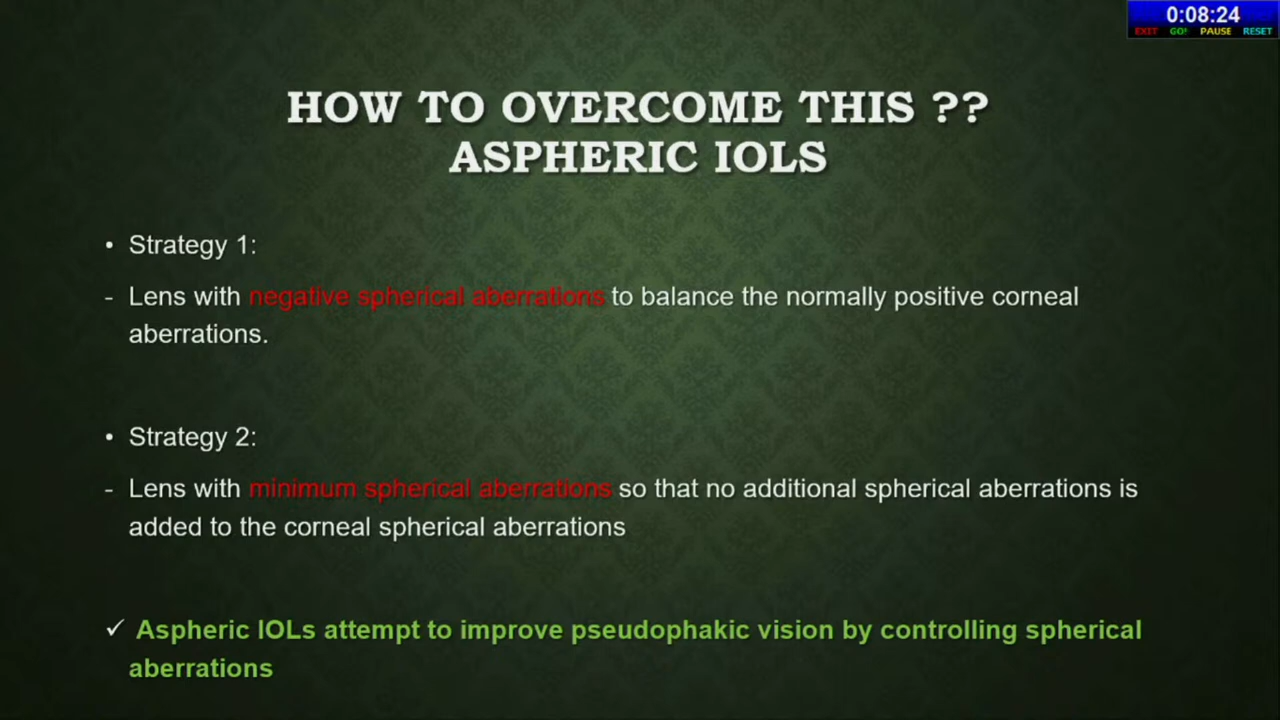 0:08:24
EXIT GO! PAUSE RESET
HOW TO OVERCOME THIS ??
ASPHERIC IOLS
• Strategy 1:
- Lens with negative spherical aberrations to balance the normally positive corneal
aberrations.
• Strategy 2:
- Lens with minimum spherical aberrations so that no additional spherical aberrations is
added to the corneal spherical aberrations
✓ Aspheric IOLs attempt to improve pseudophakic vision by controlling spherical
aberrations